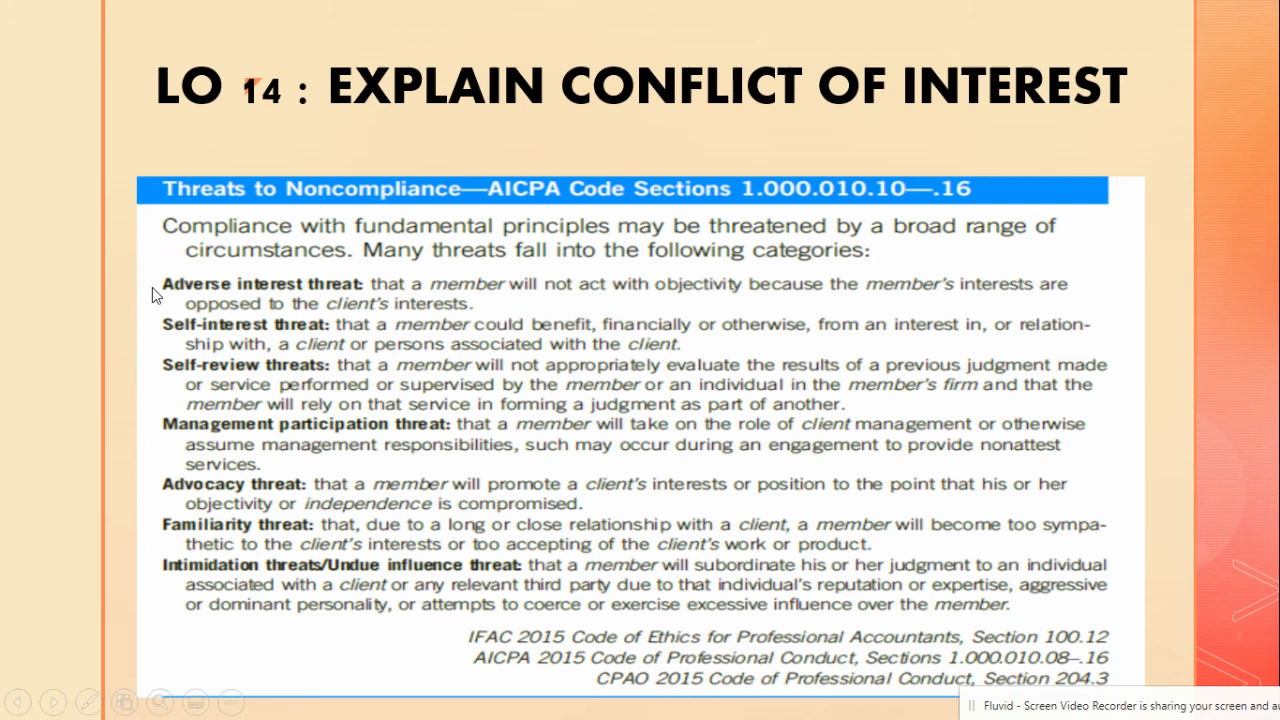 LO 14 : EXPLAIN CONFLICT OF INTEREST
Threats to Noncompliance—AICPA Code Sections 1.000.010.10—.16
Compliance with fundamental principles may be threatened by a broad range of
circumstances. Many threats fall into the following categories:
Adverse interest threat: that a member will not act with objectivity because the member's interests are
opposed to the client's interests.
Self-interest threat: that a member could benefit, financially or otherwise, from an interest in, or relation-
ship with, a client or persons associated with the client.
Self-review threats: that a member will not appropriately evaluate the results of a previous judgment made
or service performed or supervised by the member or an individual in the member's firm and that the
member will rely on that service in forming a judgment as part of another.
Management participation threat: that a member will take on the role of client management or otherwise
assume management responsibilities, such may occur during an engagement to provide nonattest
services.
Advocacy threat: that a member will promote a client's interests or position to the point that his or her
objectivity or independence is compromised.
Familiarity threat: that, due to a long or close relationship with a client, a member will become too sympa-
thetic to the client's interests or too accepting of the client's work or product.
Intimidation threats/Undue influence threat: that a member will subordinate his or her judgment to an individual
associated with a client or any relevant third party due to that individual's reputation or expertise, aggressive
or dominant personality, or attempts to coerce or exercise excessive influence over the member.
IFAC 2015 Code of Ethics for Professional Accountants, Section 100.12
AICPA 2015 Code of Professional Conduct, Sections 1.000.010.08–.16
CPAO 2015 Code of Professional Conduct, Section 204.3
Fluvid - Screen Video Recorder is sharing your screen and au